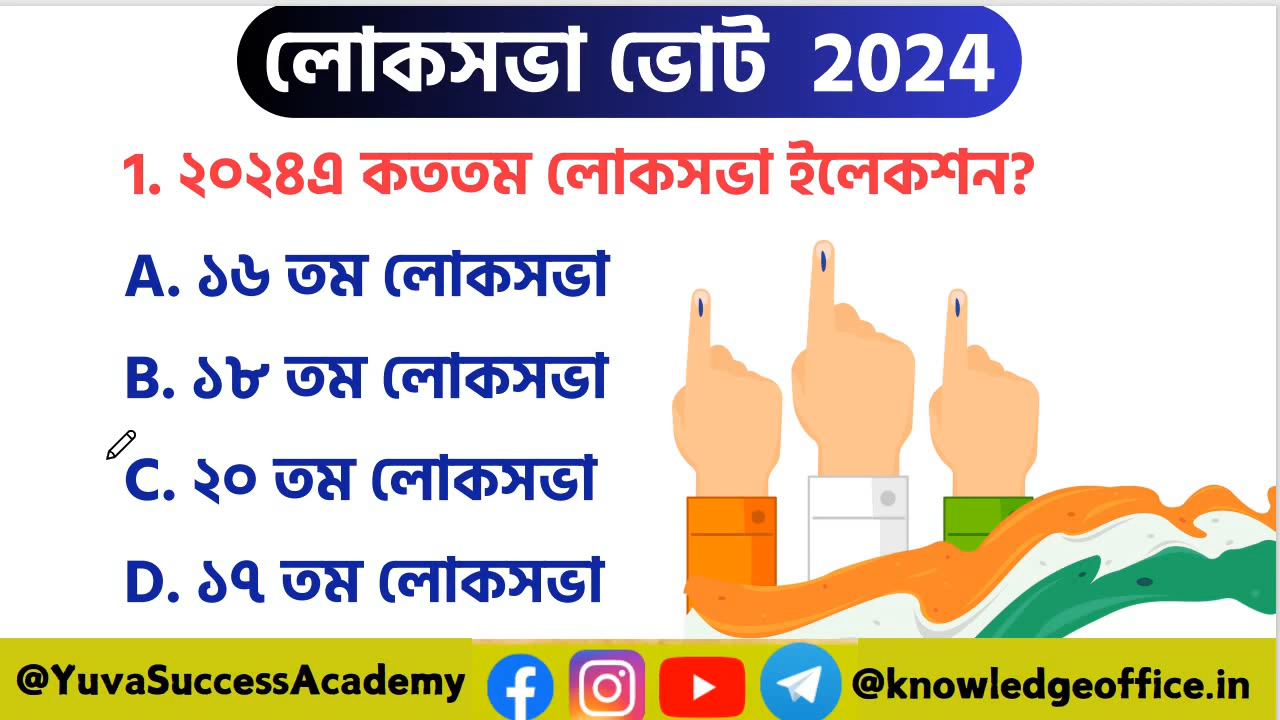 লোকসভা ভোট 2024
1. ২০২৪এ কততম লোকসভা ইলেকশন?
A. ১৬ তম লোকসভা
B. ১৮ তম লোকসভা
C. ২০ তম লোকসভা
D. ১৭ তম লোকসভা
@YuvaSuccessAcademy @knowledgeoffice.in